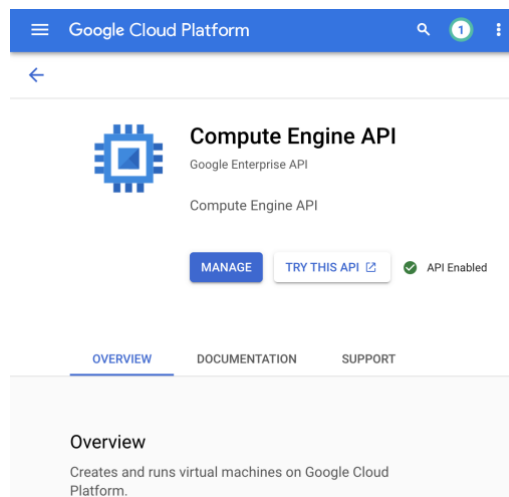 Google Cloud Platform
1
Compute Engine API
Google Enterprise API
Compute Engine API
MANAGE
TRY THIS API
API Enabled
OVERVIEW
DOCUMENTATION
SUPPORT
Overview
Creates and runs virtual machines on Google Cloud
Platform.